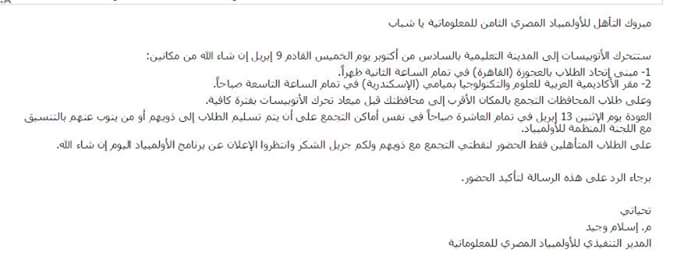 مبروك التأهل للأولمبياد المصري الثامن للمعلوماتية يا شباب
ستتحرك الأتوبيسات إلى المدينة التعليمية بالسادس من أكتوبر يوم الخميس القادم 9 إبريل إن شاء الله من مكانين:
1- مبنى إتحاد الطلاب بالعجوزة (القاهرة) في تمام الساعة الثانية ظهراً.
2- مقر الأكاديمية العربية للعلوم والتكنولوجيا بميامي (الإسكندرية) في تمام الساعة التاسعة صباحاً.
وعلى طلاب المحافظات التجمع بالمكان الأقرب إلى محافظتك قبل ميعاد تحرك الأتوبيسات بفترة كافية.
العودة يوم الإثنين 13 إبريل في تمام العاشرة صباحاً في نفس أماكن التجمع على أن يتم تسليم الطلاب إلى ذويهم أو من ينوب عنهم بالتنسيق
مع اللجنة المنظمة للأولمبياد.
على الطلاب المتأهلين فقط الحضور لنقطتي التجمع مع ذويهم ولكم جزيل الشكر وانتظروا الإعلان عن برنامج الأولمبياد اليوم إن شاء الله.
برجاء الرد على هذه الرسالة لتأكيد الحضور.
تحياتي
م. إسلام وحيد
المدير التنفيذي للأولمبياد المصري للمعلوماتية